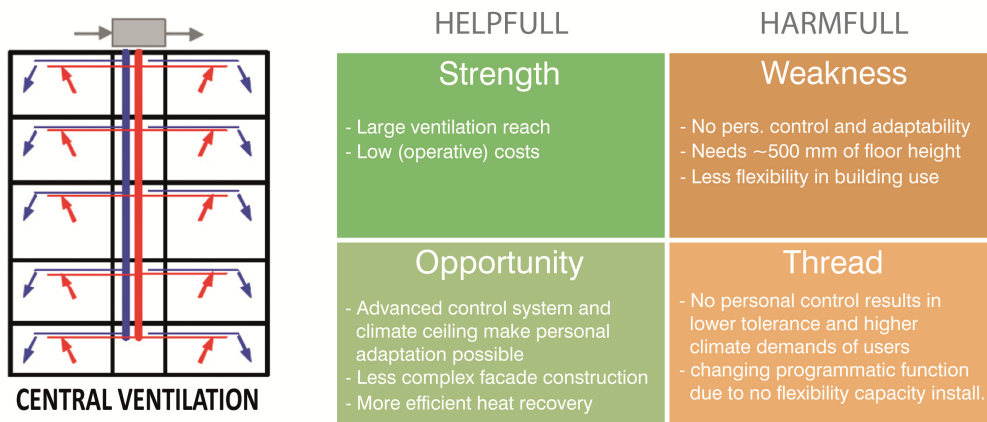 HELPFULL
HARMFULL
Strength
- Large ventilation reach
- Low (operative) costs
Weakness
- No pers. control and adaptability
- Needs ~500 mm of floor height
- Less flexibility in building use
Opportunity
- Advanced control system and
climate ceiling make personal
adaptation possible
- Less complex facade construction
- More efficient heat recovery
Thread
- No personal control results in
lower tolerance and higher
climate demands of users
- changing programmatic function
due to no flexibility capacity install.
CENTRAL VENTILATION